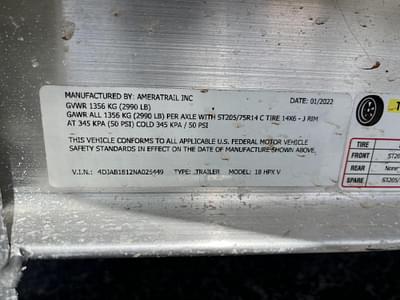 MANUFACTURED BY: AMERATRAIL INC DATE: 01/2022
GVWR 1356 KG (2990 LB)
GAWR ALL 1356 KG (2990 LB) PER AXLE WITH ST205/75R14 C TIRE 14X6 - J RIM
AT 345 KPA (50 PSI) COLD 345 KPA / 50 PSI
THIS VEHICLE CONFORMS TO ALL APPLICABLE U.S. FEDERAL MOTOR VEHICLE
SAFETY STANDARDS IN EFFECT ON THE DATE OF MANUFACTURE SHOWN ABOVE.
V.I.N.: 4DJAB1812NA025449 TYPE: .TRAILER MODEL: 18 HPX V
T
TIRE
FRONT ST20
REAR None
SPARE ST205/